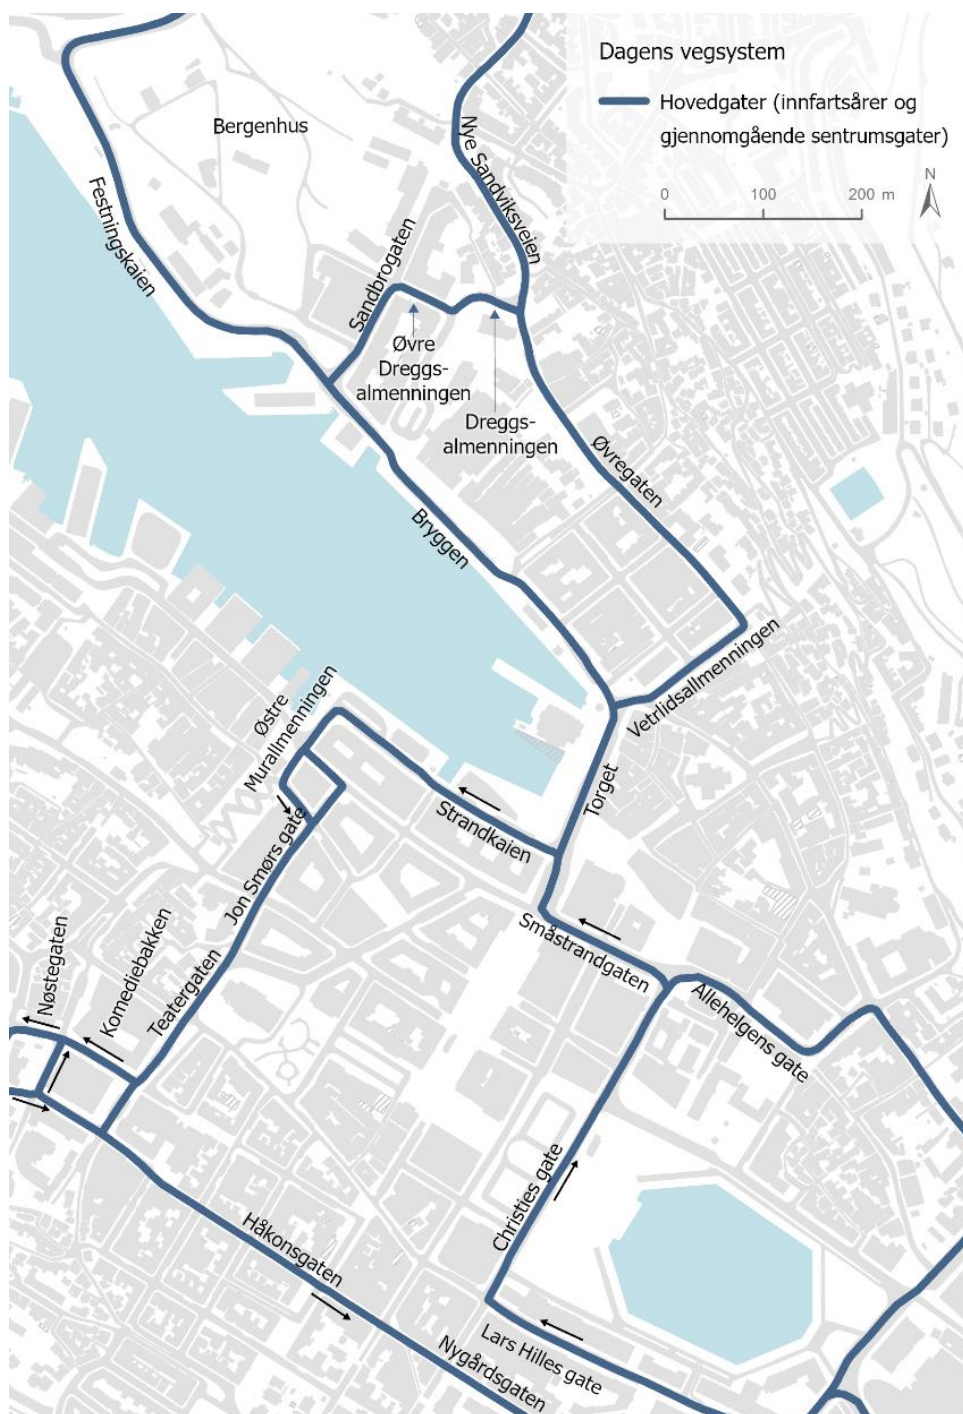 Dagens vegsystem
Hovedgater (innfartsårer og
gjennomgående sentrumsgater)
0 100 200 m
N
Bergenhus
Nye Sandviksveien
Festningskaien
Sandbrogaten
Øvre
Dreggs-
almenningen
Dreggs-
almenningen
Øvregaten
Bryggen
Vetrlidsallmenningen
Østre
Murallmenningen
Torget
Strandkaien
Jon Smørs gate
Småstrandgaten
Nøstegaten
Komediebakken
Teatergaten
Allehelgens gate
Christies gate
Håkonsgaten
Lars Hilles gate
Nygårdsgaten